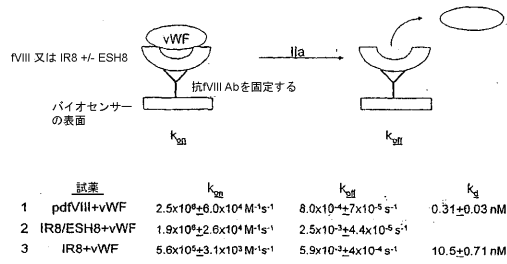 vWF
fVIII 又は IR8 +/- ESH8
IIa
抗fVIII Abを固定する
バイオセンサー
の表面
kon
koff
試薬 kon koff kd
1 pdfVIII+vWF 2.5x10⁶±6.0x10⁴ M⁻¹s⁻¹ 8.0x10⁻⁴±7x10⁻⁵ s⁻¹ 0.31±0.03 nM
2 IR8/ESH8+vWF 1.9x10⁶±2.6x10⁴ M⁻¹s⁻¹ 2.5x10⁻³±4.4x10⁻⁵ s⁻¹
3 IR8+vWF 5.6x10⁵±3.1x10³ M⁻¹s⁻¹ 5.9x10⁻³±4x10⁻⁴ s⁻¹ 10.5±0.71 nM